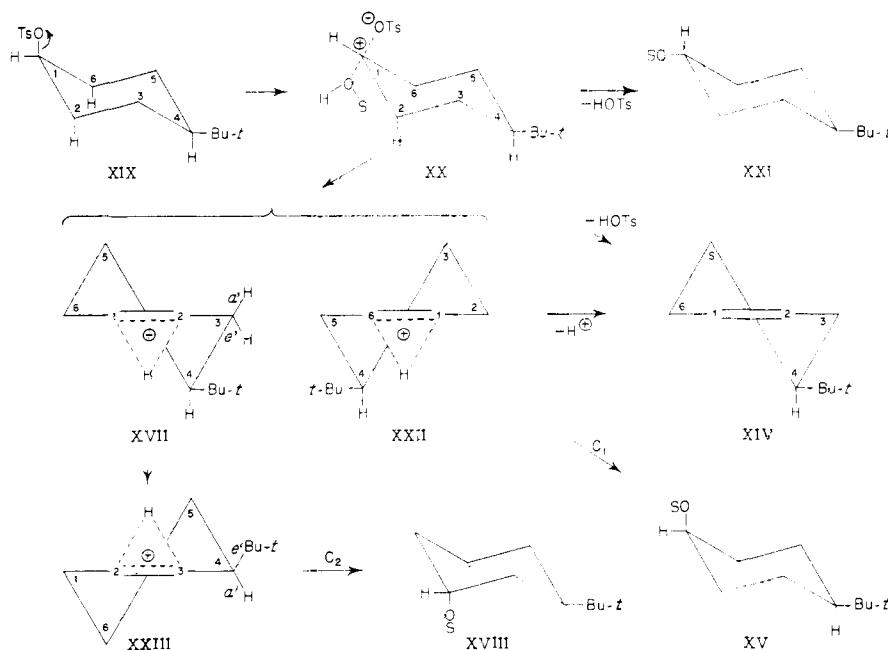 TsO
H
1
6
5
H
2
3
4
Bu-t
H
H
XIX
⊖
OTs
H
⊕
1
5
6
H
O
S
2
3
4
Bu-t
H
H
XX
-HOTs
H
SO
Bu-t
XXI
5
6
1
2
3
a'
H
H
e'
⊖
H
4
Bu-t
H
XVII
3
5
6
1
2
⊕
4
H
t-Bu
H
XXII
-HOTs
-H⊕
S
6
1
2
3
4
Bu-t
H
XIV
H
5
⊕
e'
Bu-t
1
2
3
4
a'
H
6
XXIII
C2
H
O
S
Bu-t
XVIII
C1
SO
H
Bu-t
H
XV